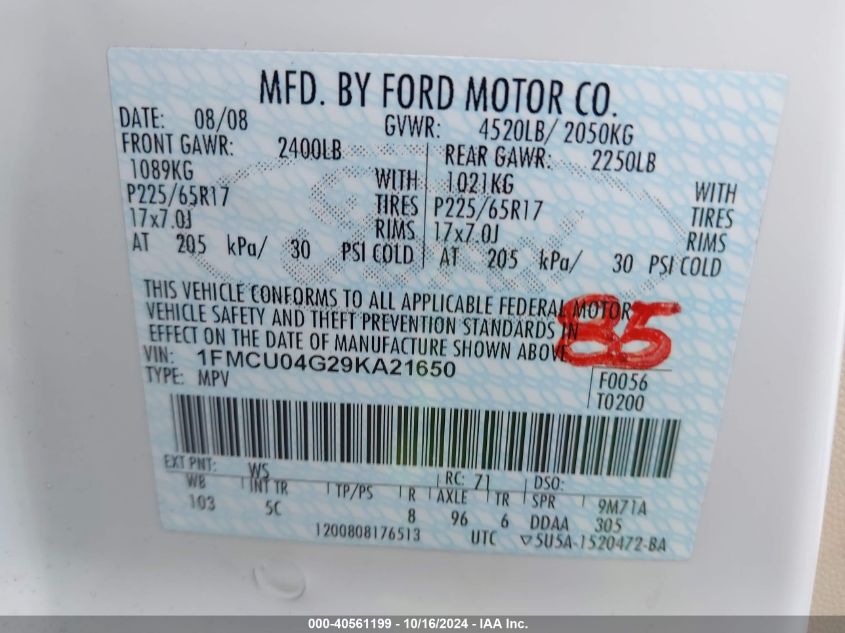 MFD. BY FORD MOTOR CO.
DATE: 08/08 GVWR: 4520LB/ 2050KG
FRONT GAWR: 2400LB REAR GAWR: 2250LB
1089KG WITH 1021KG WITH
P225/65R17 TIRES P225/65R17 TIRES
17x7.0J RIMS 17x7.0J RIMS
AT 205 kPa/ 30 PSI COLD AT 205 kPa/ 30 PSI COLD
THIS VEHICLE CONFORMS TO ALL APPLICABLE FEDERAL MOTOR
VEHICLE SAFETY AND THEFT PREVENTION STANDARDS IN
EFFECT ON THE DATE OF MANUFACTURE SHOWN ABOVE
85
VIN: 1FMCU04G29KA21650
TYPE: MPV F0056
T0200
EXT PNT: WS RC: 71 DSO:
WB INT TR TP/PS R AXLE TR SPR 9M71A
103 5C 8 96 6 DDAA 305
1200808176513 UTC ▽5U5A-1520472-BA
000-40561199 - 10/16/2024 - IAA Inc.